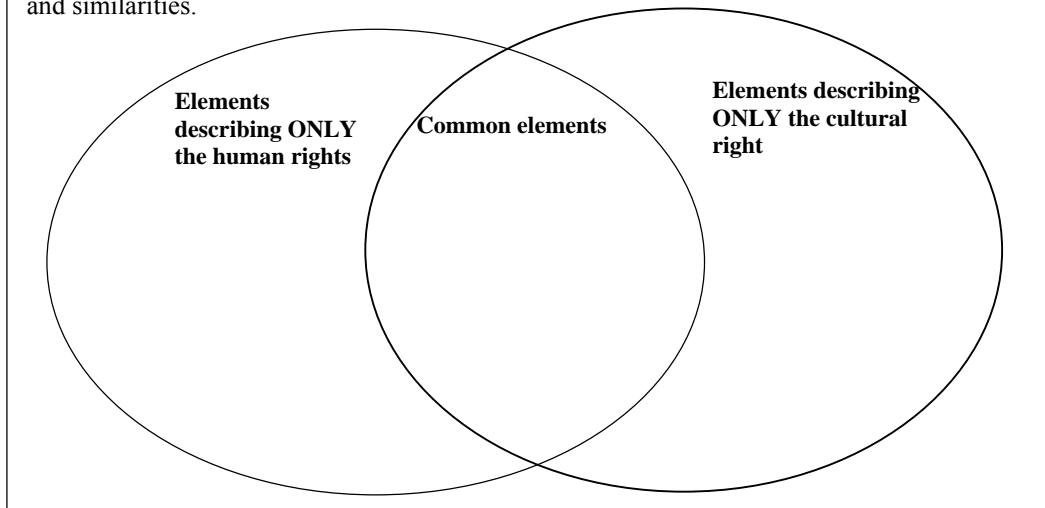 and similarities.
Elements
describing ONLY
the human rights
Common elements
Elements describing
ONLY the cultural
right